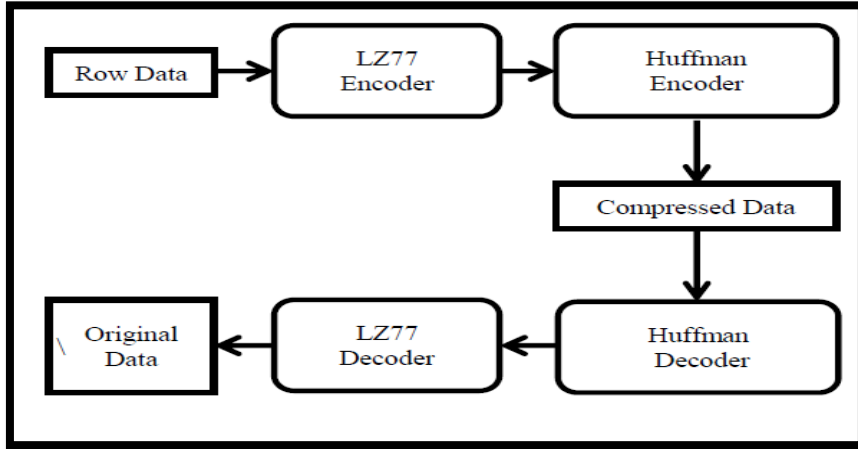 Row Data
LZ77
Encoder
Huffman
Encoder
Compressed Data
\ Original
Data
LZ77
Decoder
Huffman
Decoder